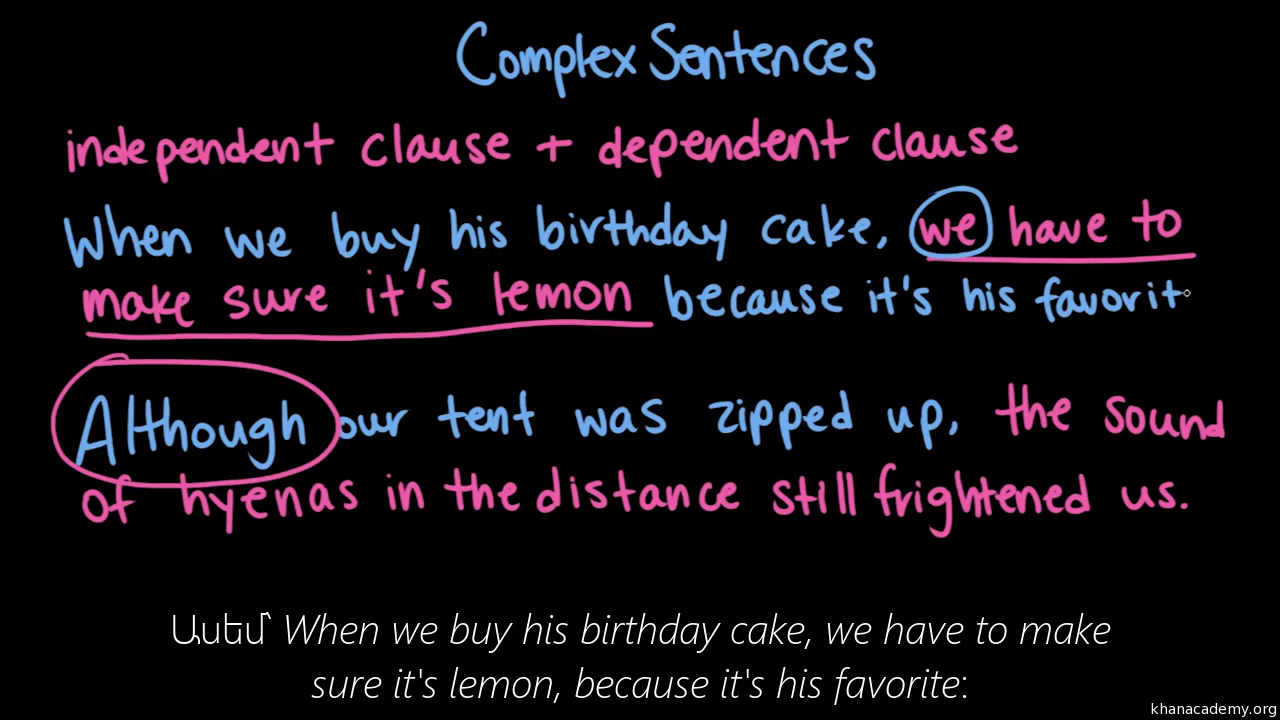 Complex Sentences
independent clause + dependent clause
When we buy his birthday cake, we have to
make sure it's lemon because it's his favorit
Although our tent was zipped up, the sound
of hyenas in the distance still frightened us.
Ասեմ՝ When we buy his birthday cake, we have to make
sure it's lemon, because it's his favorite:
khanacademy.org